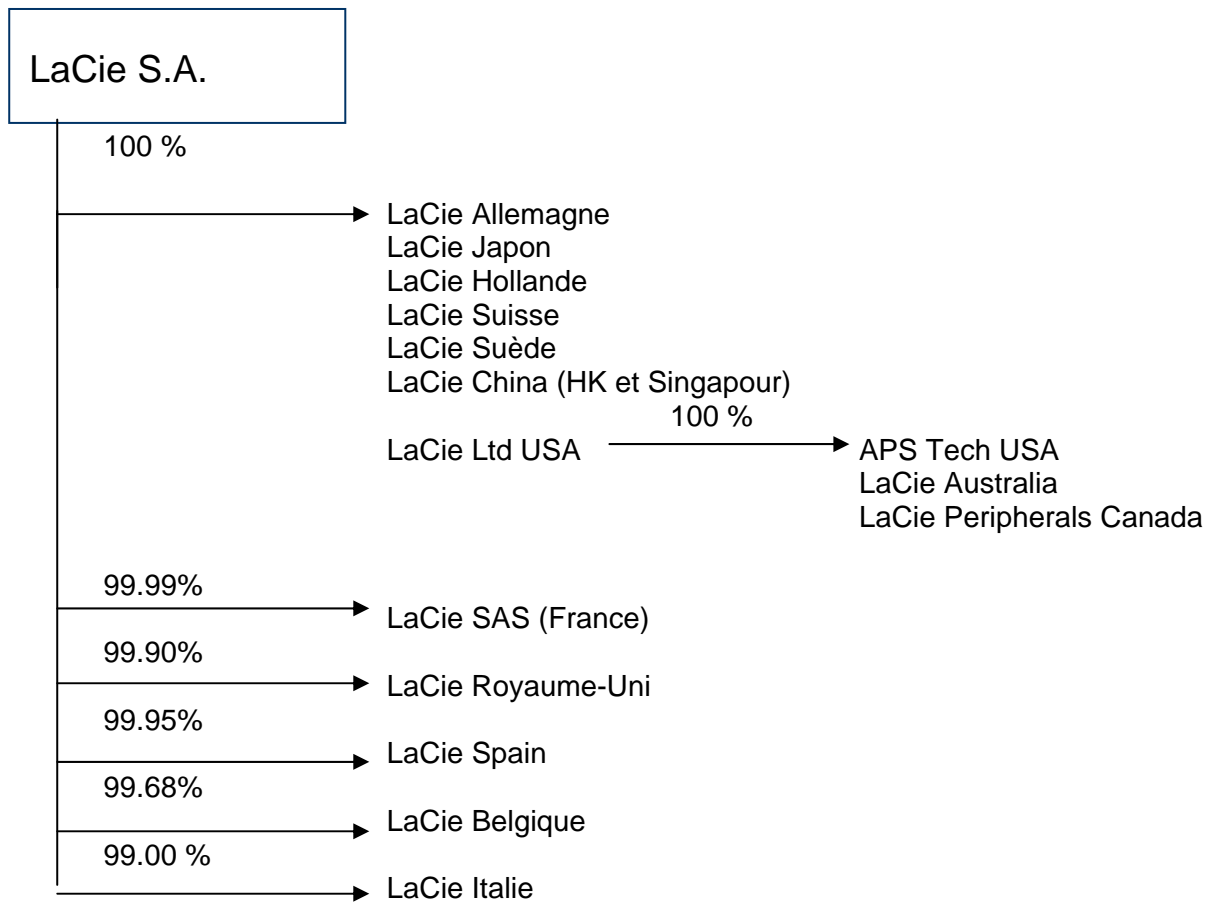 LaCie S.A.
100 %
LaCie Allemagne
LaCie Japon
LaCie Hollande
LaCie Suisse
LaCie Suède
LaCie China (HK et Singapour)
100 %
LaCie Ltd USA
APS Tech USA
LaCie Australia
LaCie Peripherals Canada
99.99%
LaCie SAS (France)
99.90%
LaCie Royaume-Uni
99.95%
LaCie Spain
99.68%
LaCie Belgique
99.00 %
LaCie Italie